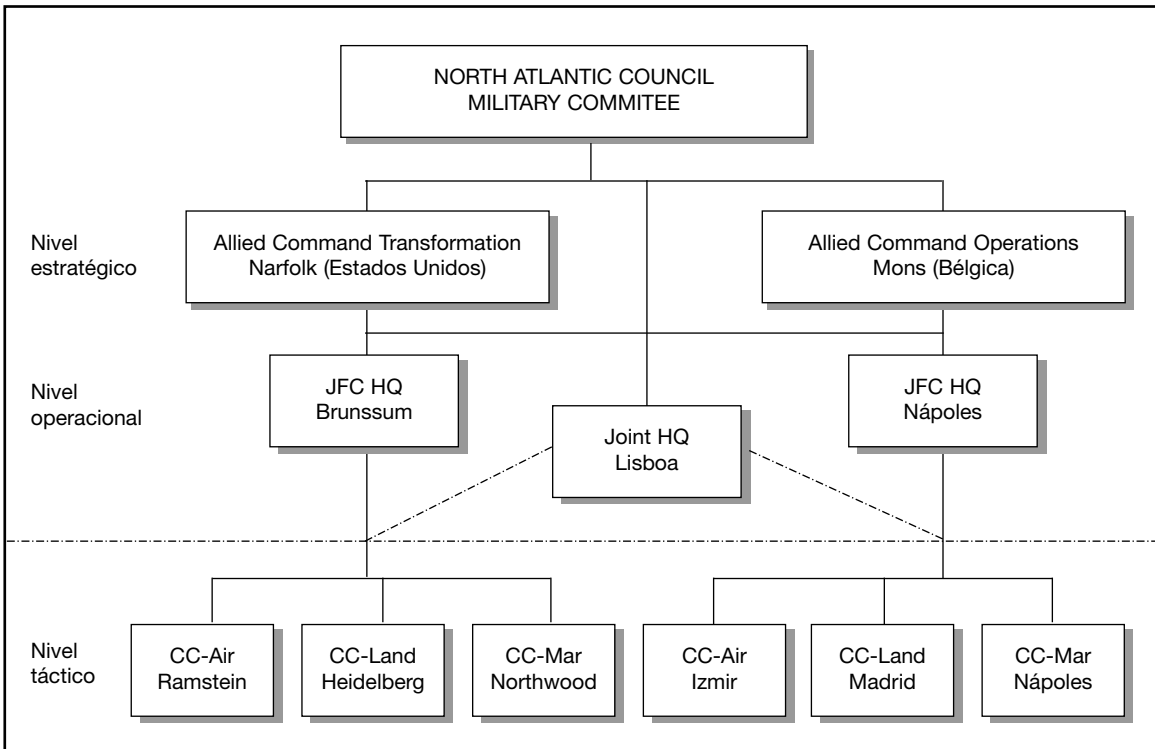 NORTH ATLANTIC COUNCIL
MILITARY COMMITEE
Nivel
estratégico
Allied Command Transformation
Narfolk (Estados Unidos)
Allied Command Operations
Mons (Bélgica)
Nivel
operacional
JFC HQ
Brunssum
Joint HQ
Lisboa
JFC HQ
Nápoles
Nivel
táctico
CC-Air
Ramstein
CC-Land
Heidelberg
CC-Mar
Northwood
CC-Air
Izmir
CC-Land
Madrid
CC-Mar
Nápoles